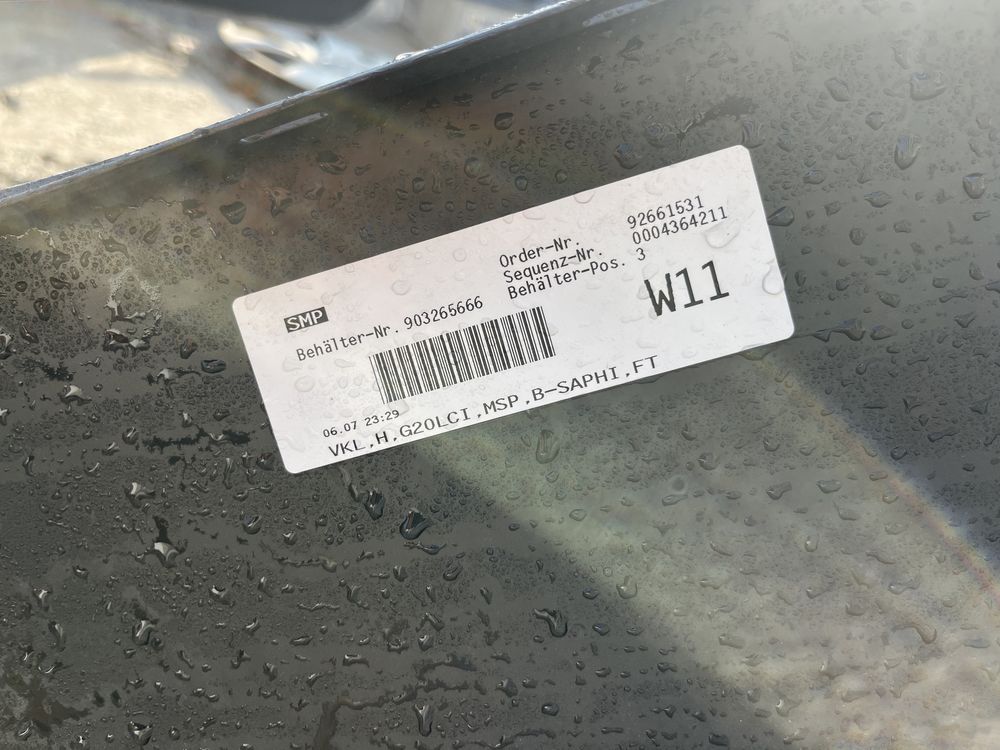 SMP
Behälter-Nr. 903265666
Order-Nr. 92661531
Sequenz-Nr. 0004364211
Behälter-Pos. 3
W11
06.07 23:29
VKL,H,G20LCI,MSP,B-SAPHI,FT